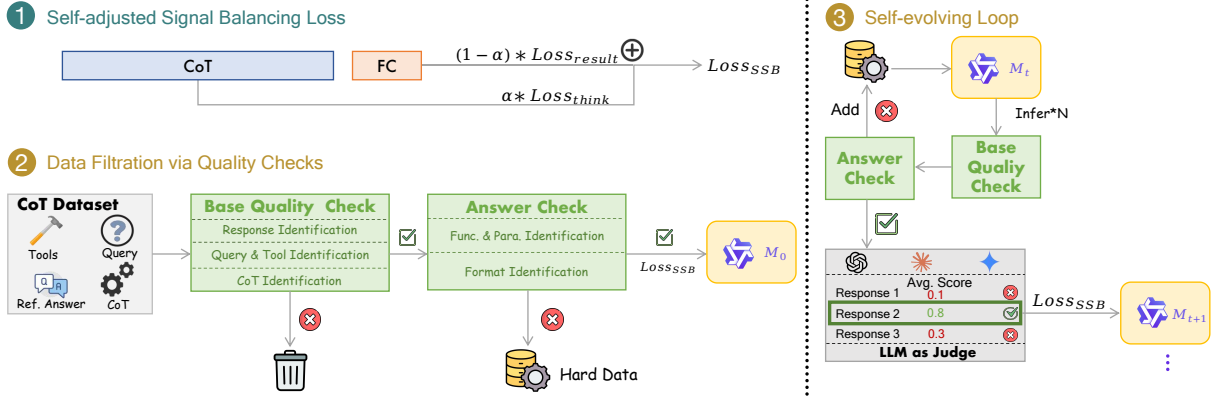 1 Self-adjusted Signal Balancing Loss
CoT
FC
(1 − α) * Loss_result
Loss_SSB
α* Loss_think
2 Data Filtration via Quality Checks
CoT Dataset
Tools
Query
Q A
Ref. Answer
CoT
Base Quality Check
Response Identification
Query & Tool Identification
CoT Identification
Answer Check
Func. & Para. Identification
Format Identification
Loss_SSB
M_0
Hard Data
3 Self-evolving Loop
M_t
Add
Infer*N
Answer
Check
Base
Qualiy
Check
Avg. Score
Response 1 0.1
Response 2 0.8
Response 3 0.3
LLM as Judge
Loss_SSB
M_{t+1}